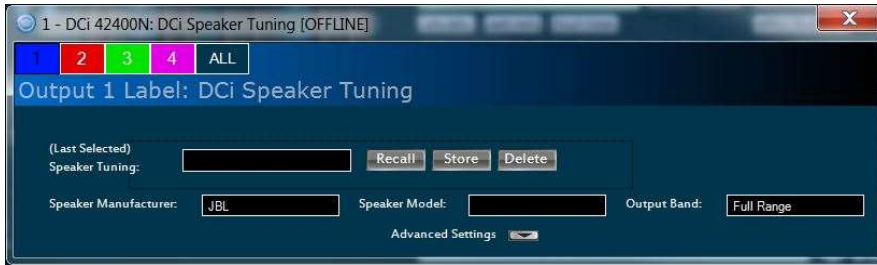 1 - DCi 42400N: DCi Speaker Tuning [OFFLINE]
X
1 2 3 4 ALL
Output 1 Label: DCi Speaker Tuning
(Last Selected)
Speaker Tuning:
Recall Store Delete
Speaker Manufacturer: JBL Speaker Model: Output Band: Full Range
Advanced Settings